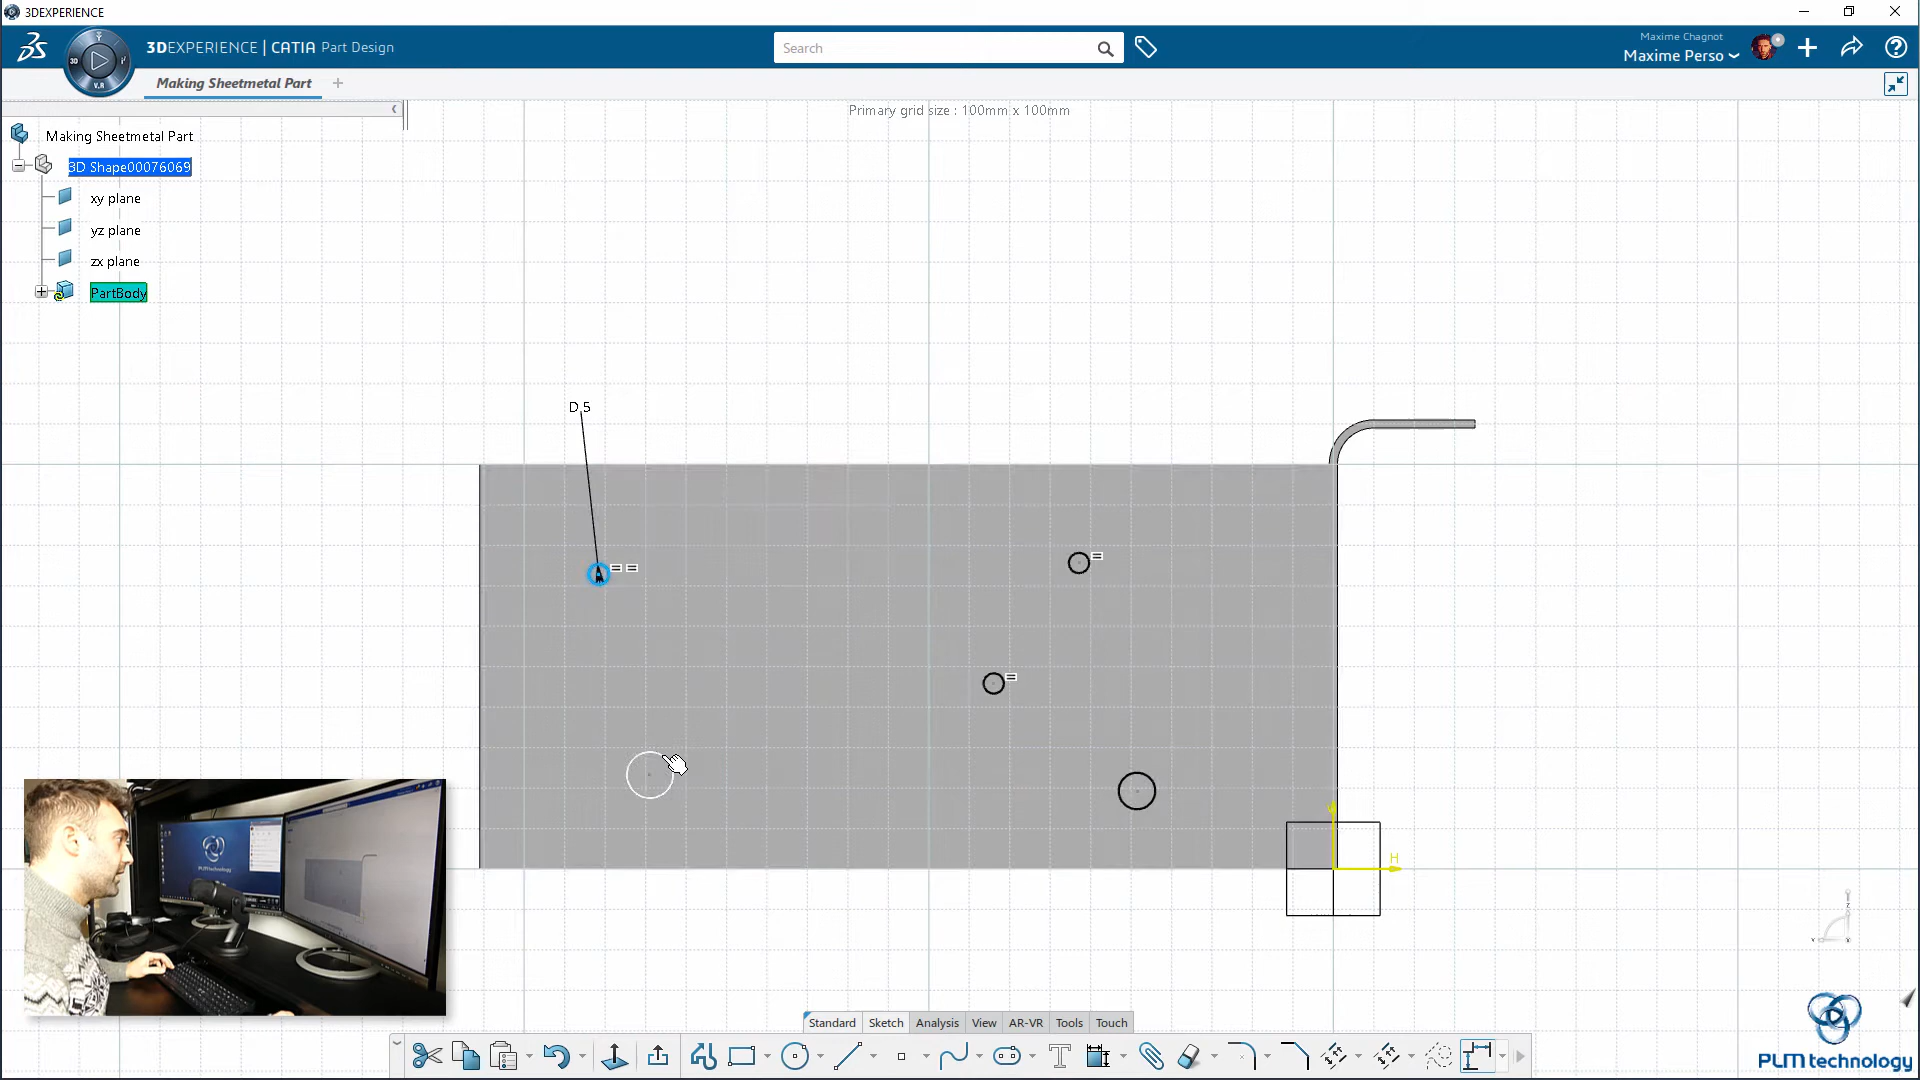 3DEXPERIENCE
3DEXPERIENCE | CATIA Part Design
Search
Maxime Chagnot
Maxime Perso
3D
V.R
Making Sheetmetal Part
Primary grid size : 100mm x 100mm
Making Sheetmetal Part
3D Shape00076069
xy plane
yz plane
zx plane
PartBody
D 5
H
Standard
Sketch
Analysis
View
AR-VR
Tools
Touch
PLM technology